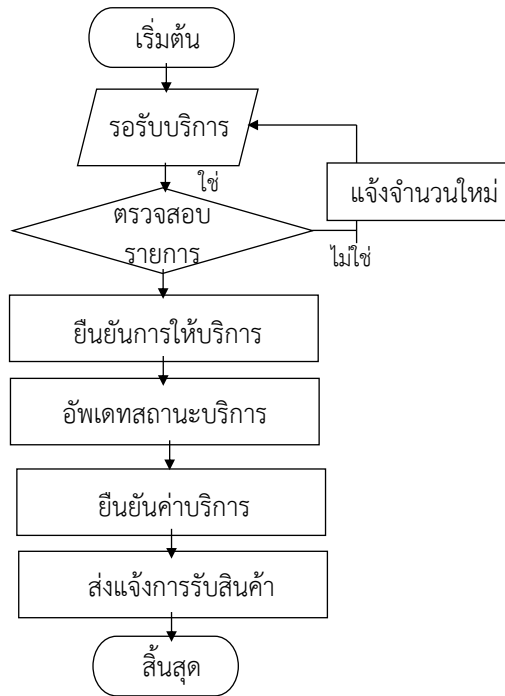 เริ่มต้น
รอรับบริการ
ใช่
แจ้งจำนวนใหม่
ตรวจสอบ
รายการ
ไม่ใช่
ยืนยันการให้บริการ
อัพเดทสถานะบริการ
ยืนยันค่าบริการ
ส่งแจ้งการรับสินค้า
สิ้นสุด